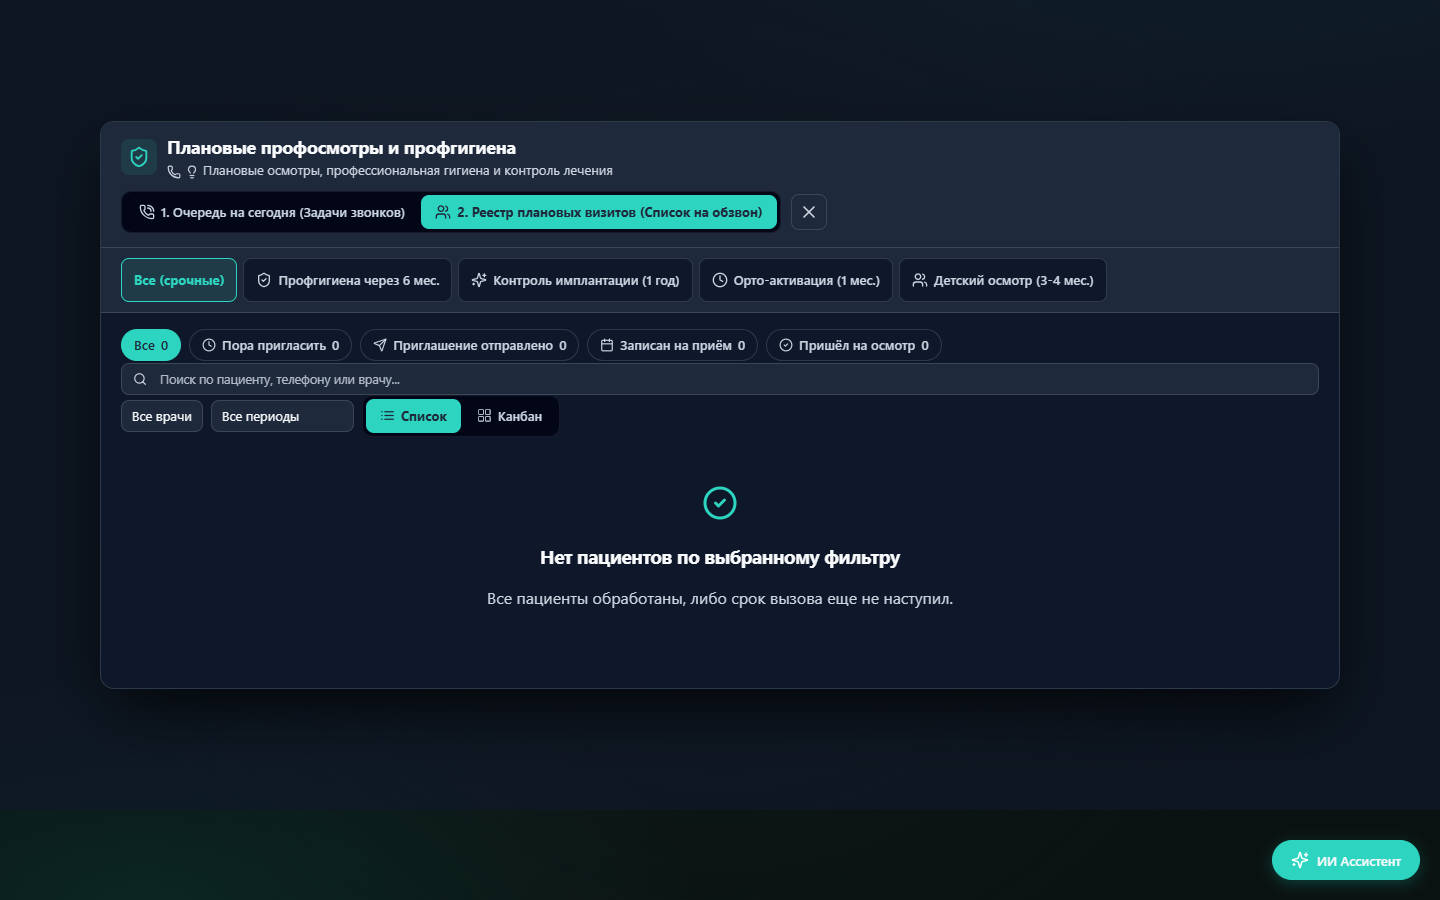 Плановые профосмотры и профгигиена
Плановые осмотры, профессиональная гигиена и контроль лечения
1. Очередь на сегодня (Задачи звонков)
2. Реестр плановых визитов (Список на обзвон)
Все (срочные)
Профгигиена через 6 мес.
Контроль имплантации (1 год)
Орто-активация (1 мес.)
Детский осмотр (3-4 мес.)
Все 0
Пора пригласить 0
Приглашение отправлено 0
Записан на приём 0
Пришёл на осмотр 0
Поиск по пациенту, телефону или врачу...
Все врачи
Все периоды
Список
Канбан
Нет пациентов по выбранному фильтру
Все пациенты обработаны, либо срок вызова еще не наступил.
ИИ Ассистент